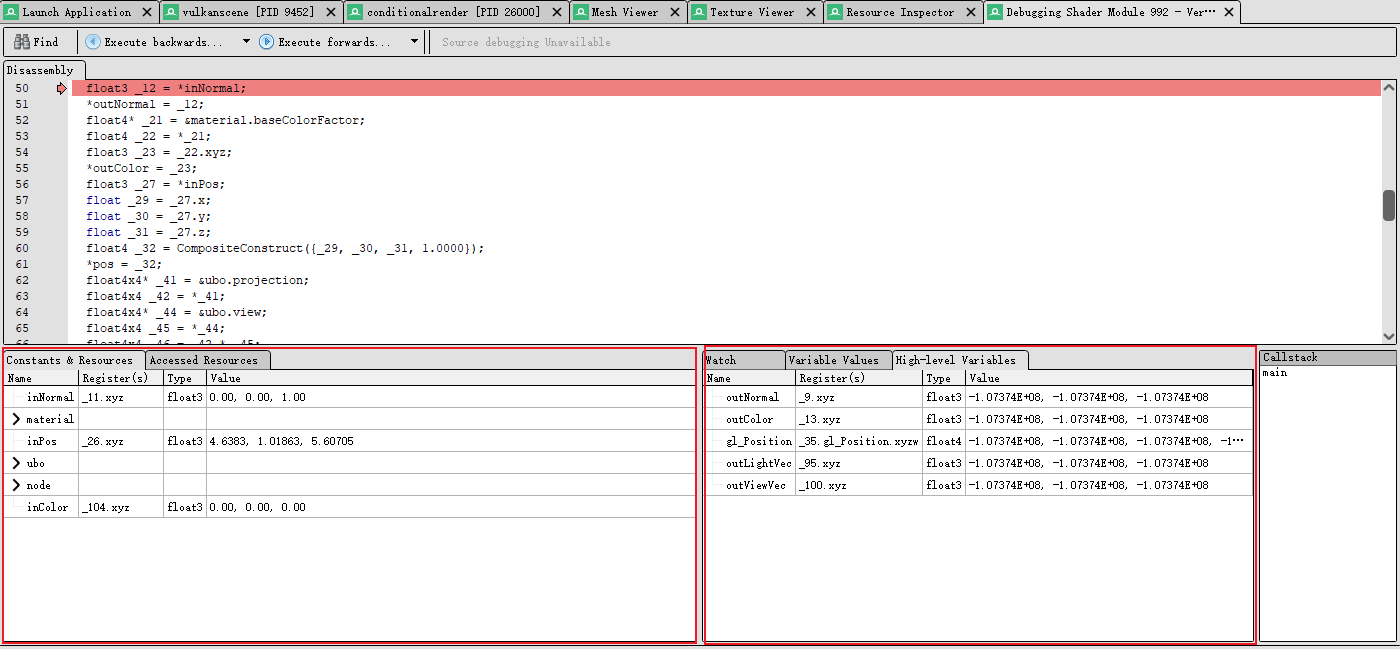 Launch Application vulkanscene [PID 9452] conditionalrender [PID 26000] Mesh Viewer Texture Viewer Resource Inspector Debugging Shader Module 992 - Ver…
Find Execute backwards... Execute forwards... Source debugging Unavailable
Disassembly
50 float3 _12 = *inNormal;
51 *outNormal = _12;
52 float4* _21 = &material.baseColorFactor;
53 float4 _22 = *_21;
54 float3 _23 = _22.xyz;
55 *outColor = _23;
56 float3 _27 = *inPos;
57 float _29 = _27.x;
58 float _30 = _27.y;
59 float _31 = _27.z;
60 float4 _32 = CompositeConstruct({_29, _30, _31, 1.0000});
61 *pos = _32;
62 float4x4* _41 = &ubo.projection;
63 float4x4 _42 = *_41;
64 float4x4* _44 = &ubo.view;
65 float4x4 _45 = *_44;
Constants & Resources Accessed Resources
Name Register(s) Type Value
inNormal _11.xyz float3 0.00, 0.00, 1.00
material
inPos _26.xyz float3 4.6383, 1.01863, 5.60705
ubo
node
inColor _104.xyz float3 0.00, 0.00, 0.00
Watch Variable Values High-level Variables
Name Register(s) Type Value
outNormal _9.xyz float3 -1.07374E+08, -1.07374E+08, -1.07374E+08
outColor _13.xyz float3 -1.07374E+08, -1.07374E+08, -1.07374E+08
gl_Position _35.gl_Position.xyzw float4 -1.07374E+08, -1.07374E+08, -1.07374E+08, -1…
outLightVec _95.xyz float3 -1.07374E+08, -1.07374E+08, -1.07374E+08
outViewVec _100.xyz float3 -1.07374E+08, -1.07374E+08, -1.07374E+08
Callstack
main